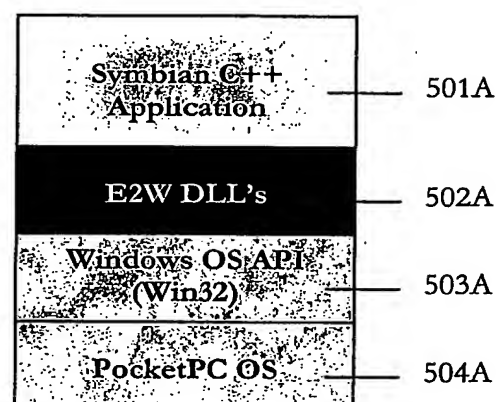 Symbian C++
Application
501A
E2W DLL's
502A
Windows OS API
(Win32)
503A
PocketPC OS
504A